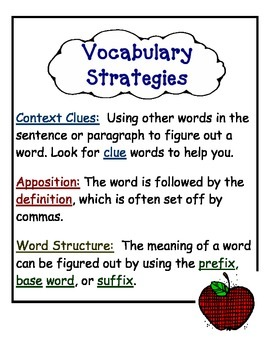 Vocabulary
Strategies
Context Clues: Using other words in the
sentence or paragraph to figure out a
word. Look for clue words to help you.
Apposition: The word is followed by the
definition, which is often set off by
commas.
Word Structure: The meaning of a word
can be figured out by using the prefix,
base word, or suffix.